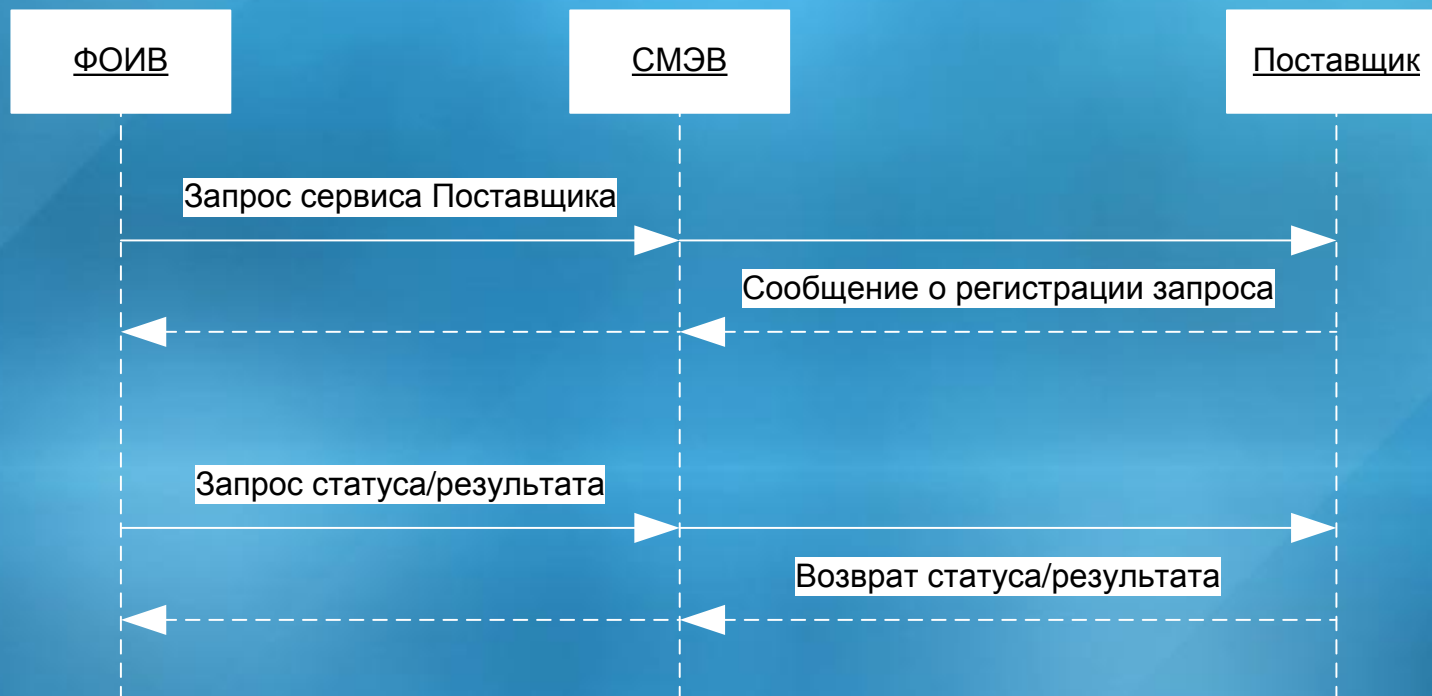 ФОИВ
СМЭВ
Поставщик
Запрос сервиса Поставщика
Сообщение о регистрации запроса
Запрос статуса/результата
Возврат статуса/результата